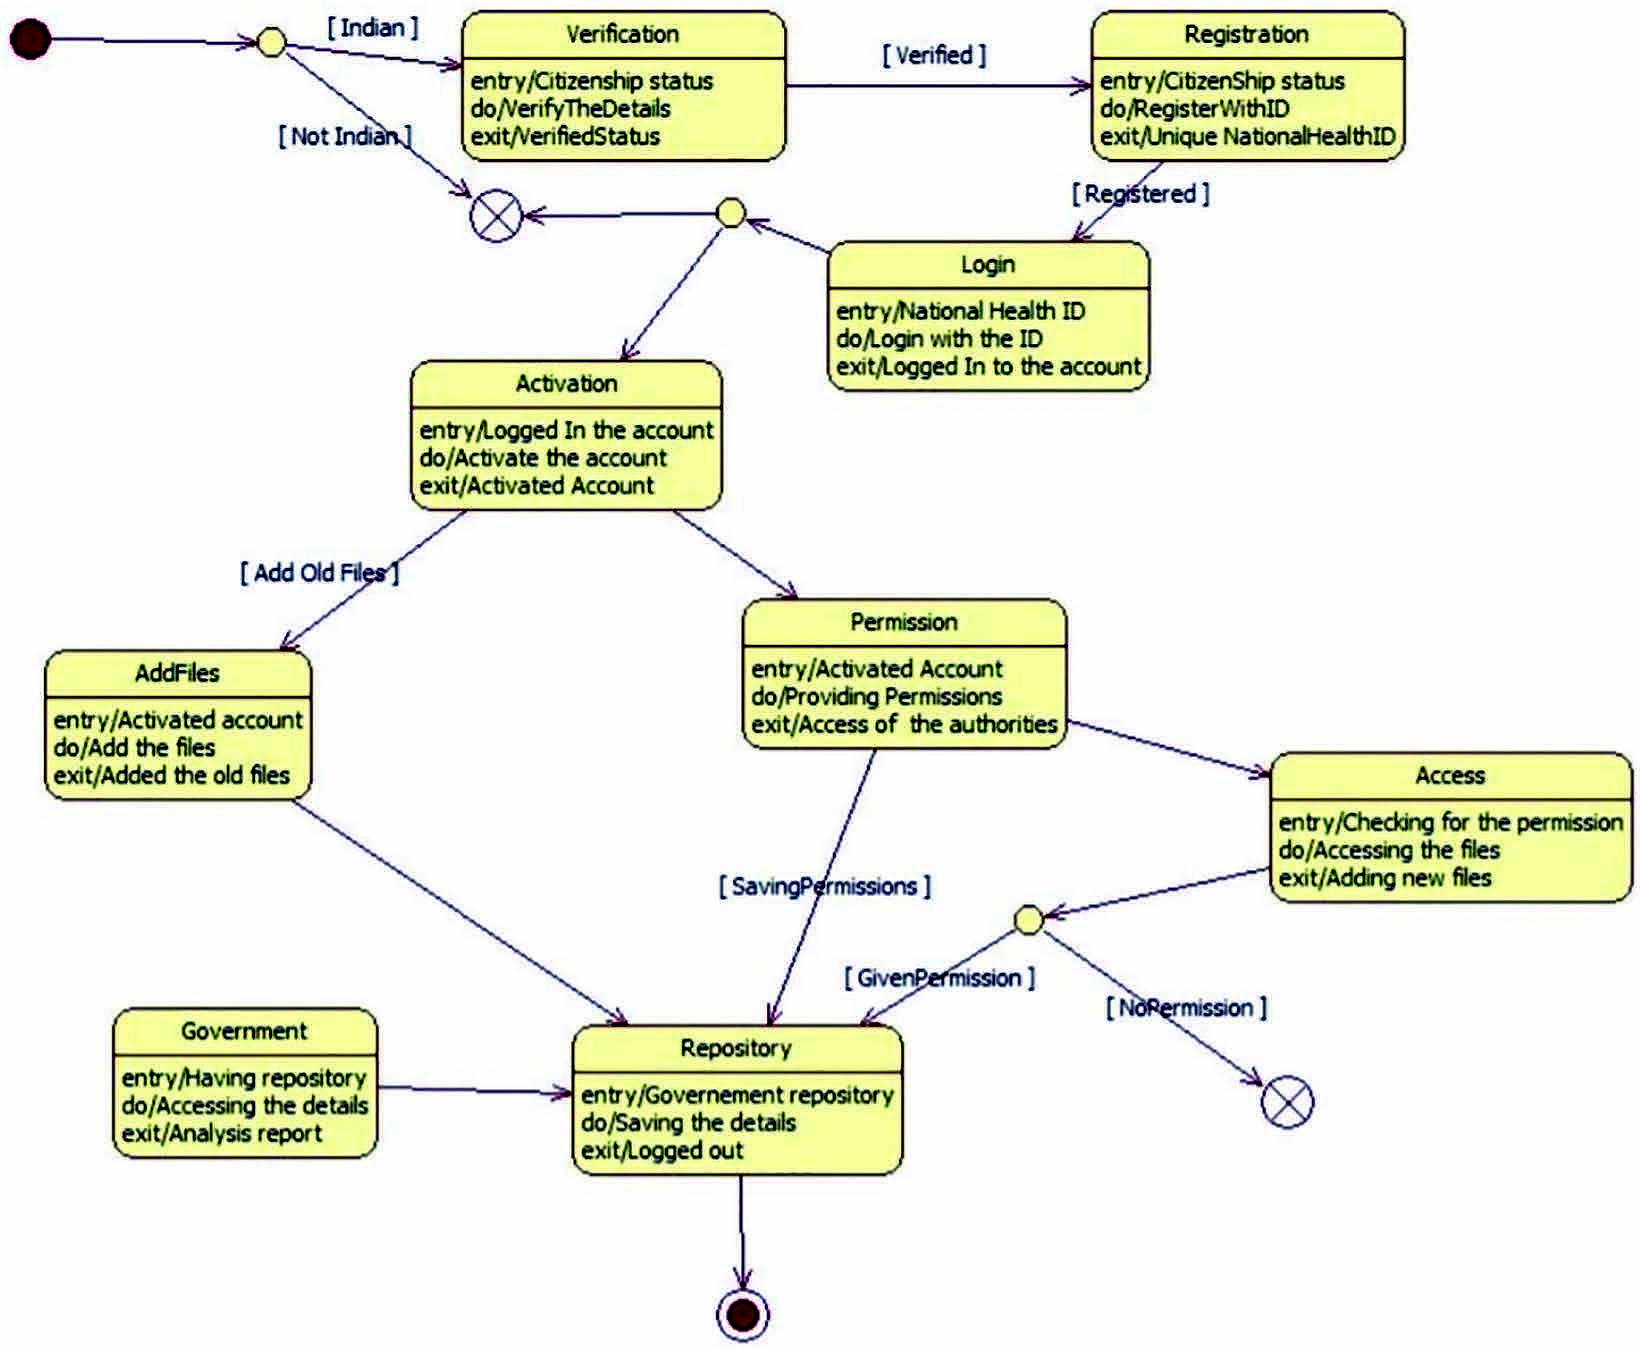 [ Indian ]
Verification
entry/Citizenship status
do/VerifyTheDetails
exit/VerifiedStatus
[ Verified ]
Registration
entry/CitizenShip status
do/RegisterWithID
exit/Unique NationalHealthID
[ Not Indian ]
[ Registered ]
Login
entry/National Health ID
do/Login with the ID
exit/Logged In to the account
Activation
entry/Logged In the account
do/Activate the account
exit/Activated Account
[ Add Old Files ]
AddFiles
entry/Activated account
do/Add the files
exit/Added the old files
Permission
entry/Activated Account
do/Providing Permissions
exit/Access of  the authorities
Access
entry/Checking for the permission
do/Accessing the files
exit/Adding new files
[ SavingPermissions ]
[ GivenPermission ]
[ NoPermission ]
Government
entry/Having repository
do/Accessing the details
exit/Analysis report
Repository
entry/Governement repository
do/Saving the details
exit/Logged out